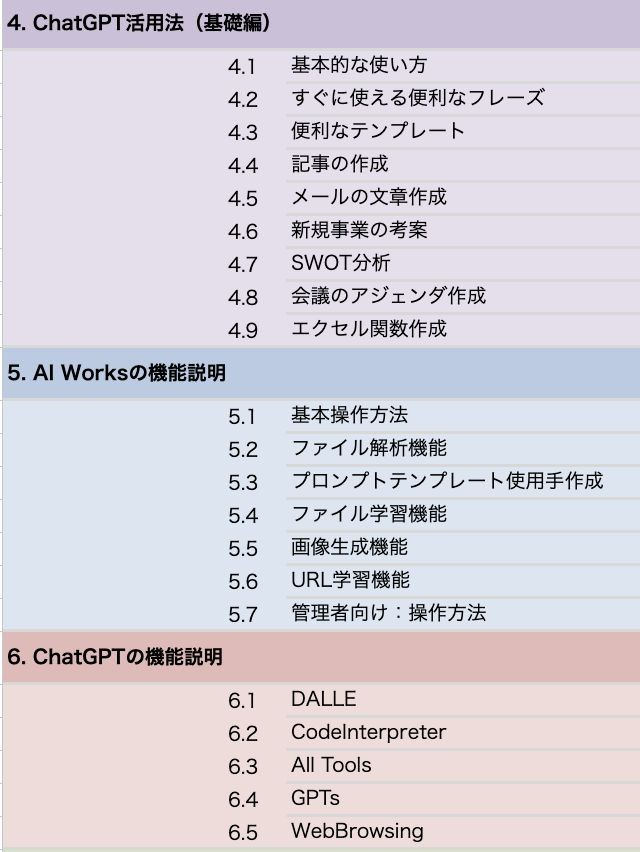 4. ChatGPT活用法（基礎編）
4.1 基本的な使い方
4.2 すぐに使える便利なフレーズ
4.3 便利なテンプレート
4.4 記事の作成
4.5 メールの文章作成
4.6 新規事業の考案
4.7 SWOT分析
4.8 会議のアジェンダ作成
4.9 エクセル関数作成
5. AI Worksの機能説明
5.1 基本操作方法
5.2 ファイル解析機能
5.3 プロンプトテンプレート使用手作成
5.4 ファイル学習機能
5.5 画像生成機能
5.6 URL学習機能
5.7 管理者向け：操作方法
6. ChatGPTの機能説明
6.1 DALLE
6.2 CodeInterpreter
6.3 All Tools
6.4 GPTs
6.5 WebBrowsing